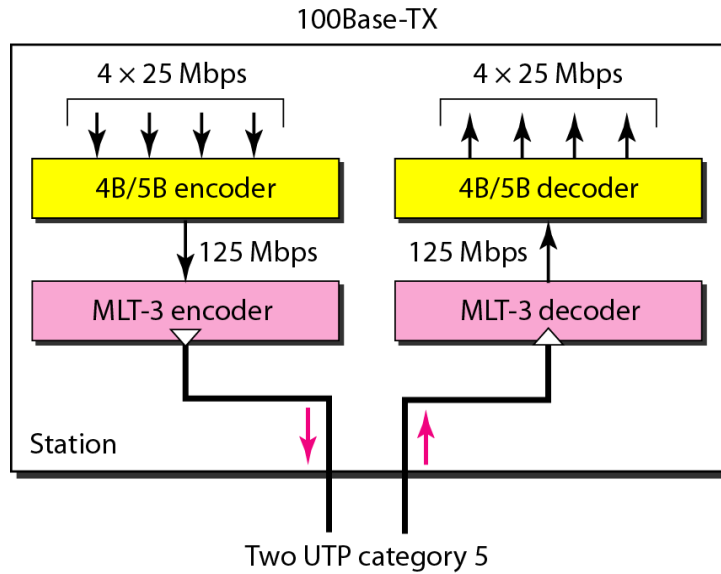 100Base-TX
4 × 25 Mbps
4 × 25 Mbps
4B/5B encoder
4B/5B decoder
125 Mbps
125 Mbps
MLT-3 encoder
MLT-3 decoder
Station
Two UTP category 5